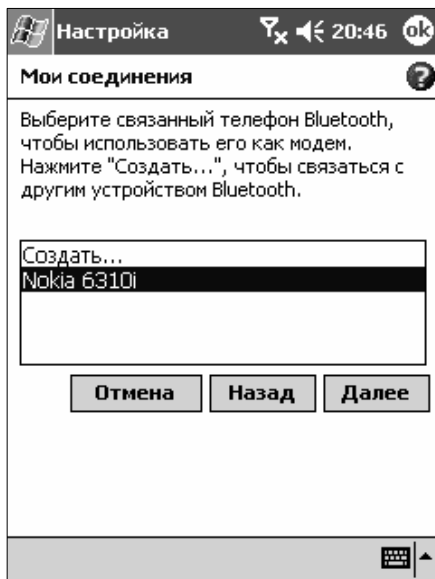 Настройка 20:46 ok
Мои соединения ?
Выберите связанный телефон Bluetooth,
чтобы использовать его как модем.
Нажмите "Создать...", чтобы связаться с
другим устройством Bluetooth.
Создать...
Nokia 6310i
Отмена Назад Далее